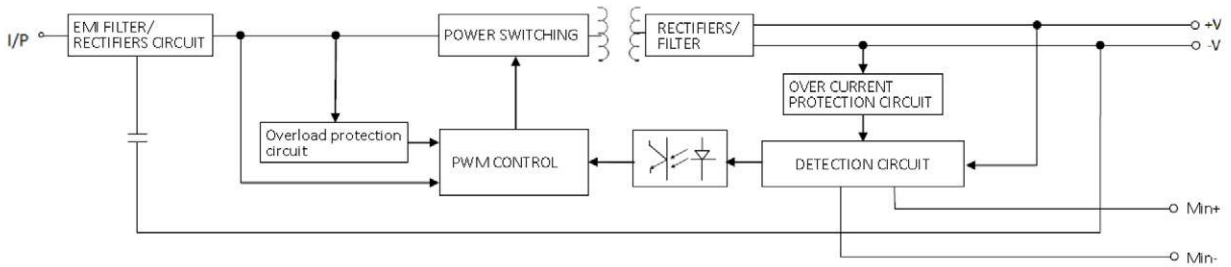 I/P
EMI FILTER/
RECTIFIERS CIRCUIT
POWER SWITCHING
RECTIFIERS/
FILTER
+V
-V
OVER CURRENT
PROTECTION CIRCUIT
Overload protection
circuit
PWM CONTROL
DETECTION CIRCUIT
Min+
Min-